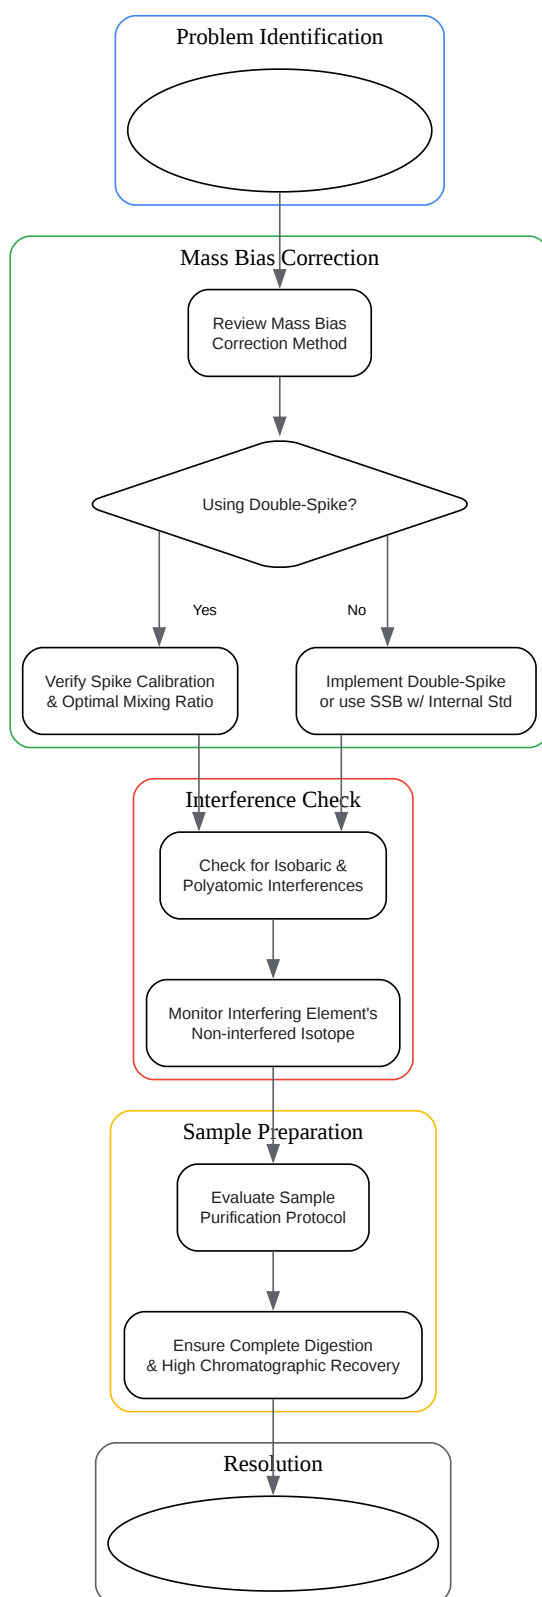 Problem Identification
Mass Bias Correction
Review Mass Bias
Correction Method
Using Double-Spike?
Yes
No
Verify Spike Calibration
& Optimal Mixing Ratio
Implement Double-Spike
or use SSB w/ Internal Std
Interference Check
Check for Isobaric &
Polyatomic Interferences
Monitor Interfering Element's
Non-interfered Isotope
Sample Preparation
Evaluate Sample
Purification Protocol
Ensure Complete Digestion
& High Chromatographic Recovery
Resolution